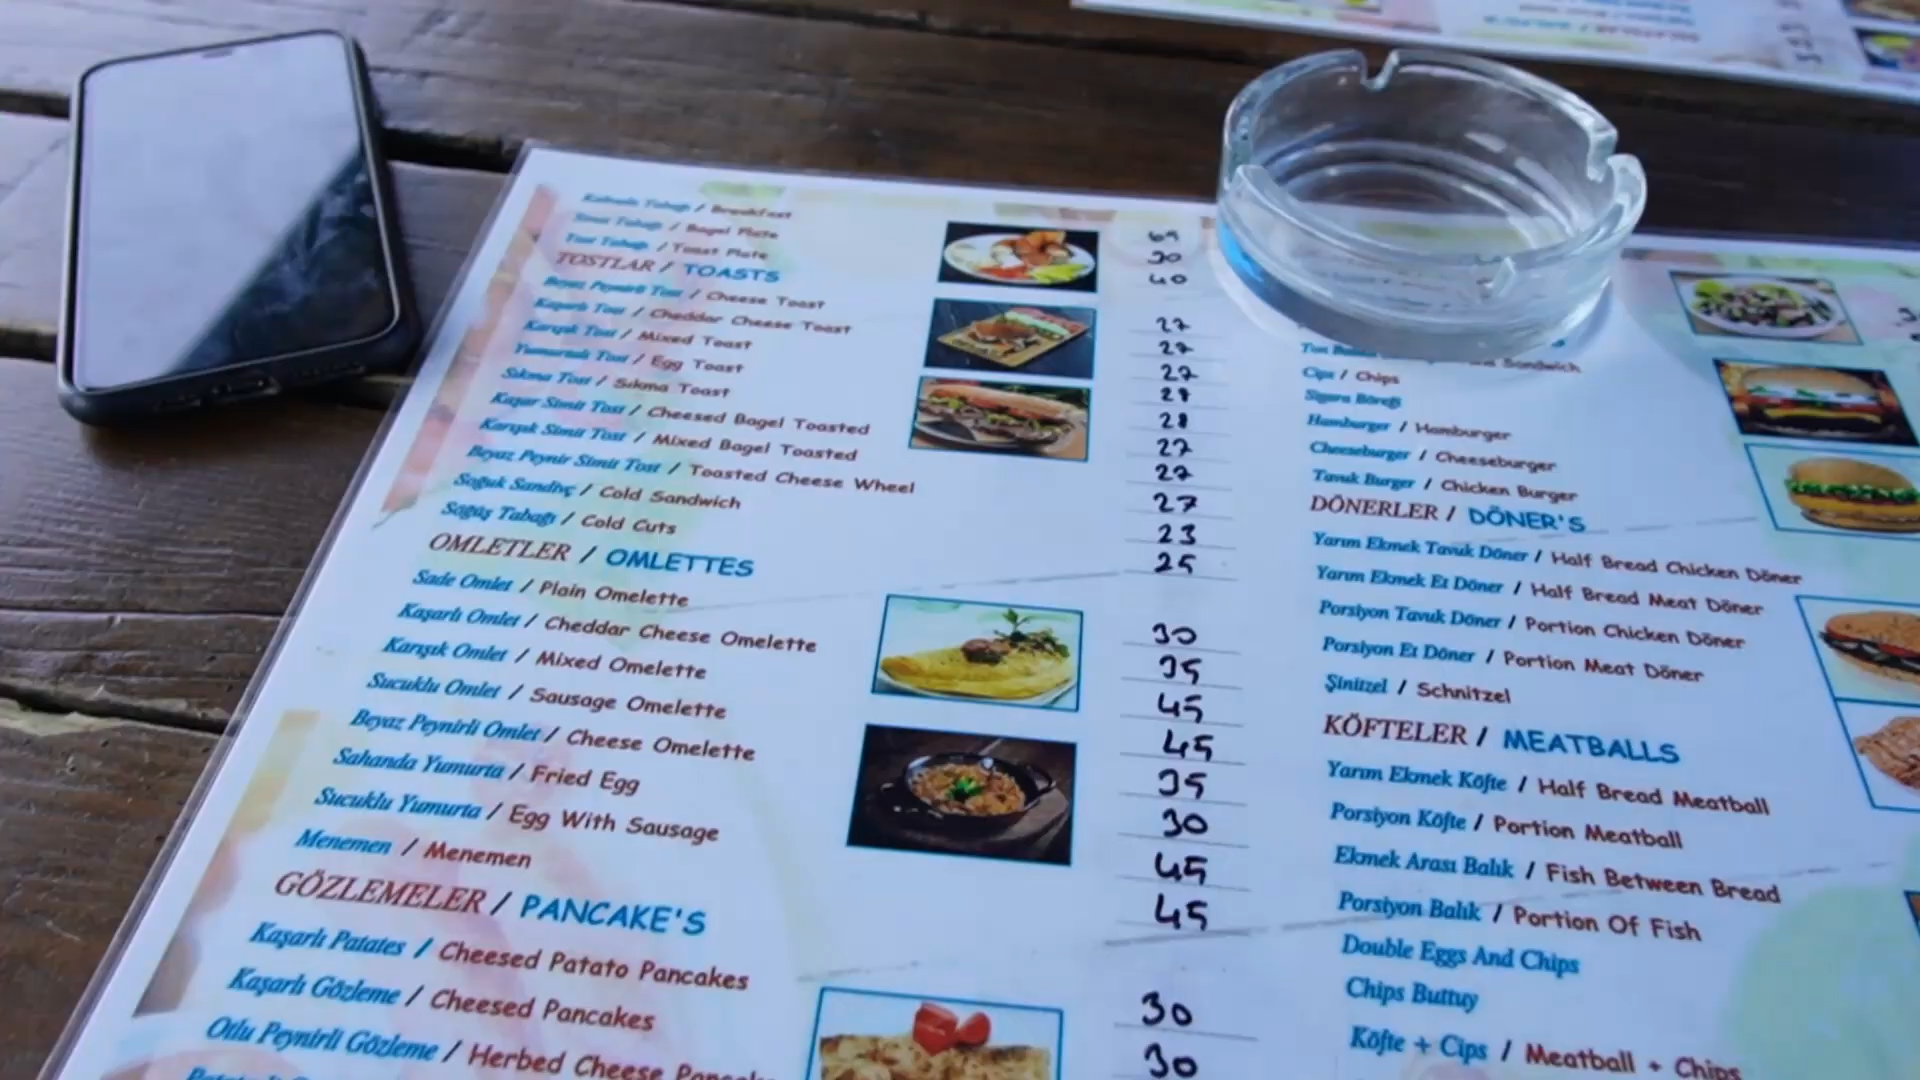 Kahvaltı Tabağı / Breakfast
Simit Tabağı / Bagel Plate
Tost Tabağı / Toast Plate
TOSTLAR / TOASTS
Beyaz Peynirli Tost / Cheese Toast
Kaşarlı Tost / Cheddar Cheese Toast
Karışık Tost / Mixed Toast
Yumurtalı Tost / Egg Toast
Sıkma Tost / Sıkma Toast
Kaşar Simit Tost / Cheesed Bagel Toasted
Karışık Simit Tost / Mixed Bagel Toasted
Beyaz Peynir Simit Tost / Toasted Cheese Wheel
Soğuk Sandivç / Cold Sandwich
Soğüş Tabağı / Cold Cuts
OMLETLER / OMLETTES
Sade Omlet / Plain Omelette
Kaşarlı Omlet / Cheddar Cheese Omelette
Karışık Omlet / Mixed Omelette
Sucuklu Omlet / Sausage Omelette
Beyaz Peynirli Omlet / Cheese Omelette
Sahanda Yumurta / Fried Egg
Sucuklu Yumurta / Egg With Sausage
Menemen / Menemen
GÖZLEMELER / PANCAKE'S
Kaşarlı Patates / Cheesed Patato Pancakes
Kaşarlı Gözleme / Cheesed Pancakes
Otlu Peynirli Gözleme / Herbed Cheese
30
40
27
27
27
27
28
27
27
27
23
25
30
35
45
45
35
30
45
45
30
30
Sandwich
Cips / Chips
Sigara Böreği
Hamburger / Hamburger
Cheeseburger / Cheeseburger
Tavuk Burger / Chicken Burger
DÖNERLER / DÖNER'S
Yarım Ekmek Tavuk Döner / Half Bread Chicken Döner
Yarım Ekmek Et Döner / Half Bread Meat Döner
Porsiyon Tavuk Döner / Portion Chicken Döner
Porsiyon Et Döner / Portion Meat Döner
Şinitzel / Schnitzel
KÖFTELER / MEATBALLS
Yarım Ekmek Köfte / Half Bread Meatball
Porsiyon Köfte / Portion Meatball
Ekmek Arası Balık / Fish Between Bread
Porsiyon Balık / Portion Of Fish
Double Eggs And Chips
Chips Buttuy
Köfte + Cips / Meatball + Chips